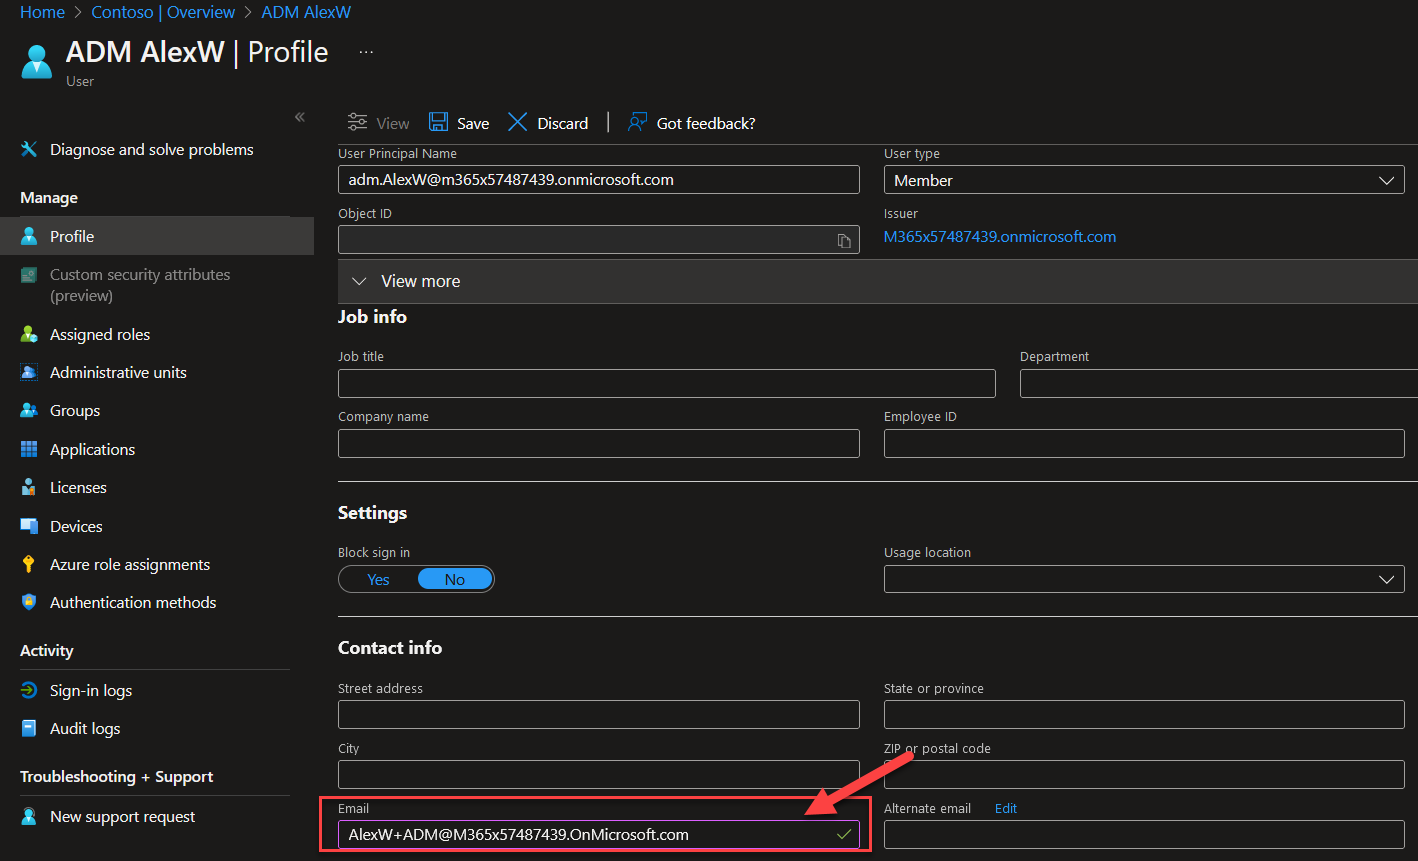 Home > Contoso | Overview > ADM AlexW
ADM AlexW | Profile ...
User
«
View Save Discard | Got feedback?
Diagnose and solve problems
Manage
Profile
Custom security attributes
(preview)
Assigned roles
Administrative units
Groups
Applications
Licenses
Devices
Azure role assignments
Authentication methods
Activity
Sign-in logs
Audit logs
Troubleshooting + Support
New support request
User Principal Name
adm.AlexW@m365x57487439.onmicrosoft.com
User type
Member
Object ID
Issuer
M365x57487439.onmicrosoft.com
View more
Job info
Job title
Department
Company name
Employee ID
Settings
Block sign in
Yes No
Usage location
Contact info
Street address
State or province
City
ZIP or postal code
Email
AlexW+ADM@M365x57487439.OnMicrosoft.com
Alternate email Edit